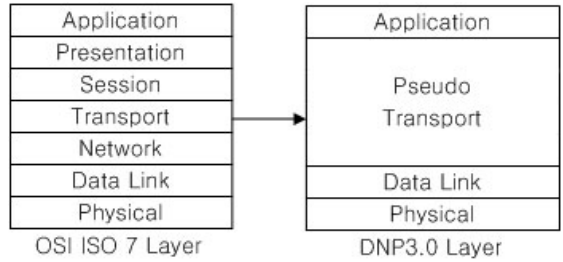 Application
Presentation
Session
Transport
Network
Data Link
Physical
OSI ISO 7 Layer
Application
Pseudo
Transport
Data Link
Physical
DNP3.0 Layer